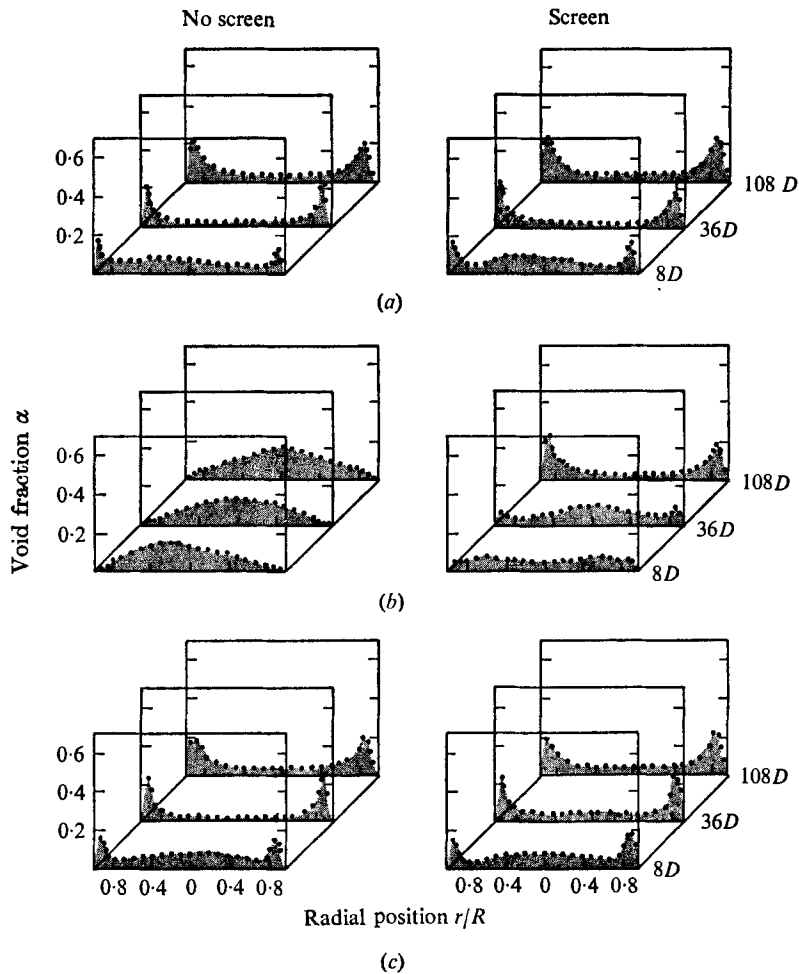 No screen
Screen
0·6
0·4
0·2
108 D
36D
8D
(a)
Void fraction α
0·6
0·4
0·2
108D
36D
8D
(b)
0·6
0·4
0·2
108D
36D
8D
0·8 0·4 0 0·4 0·8
0·8 0·4 0 0·4 0·8
Radial position r/R
(c)